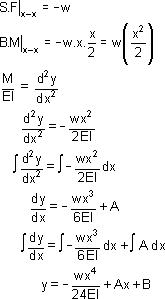 S.F|x–x = –w
B.M|x–x = –w.x.x/2 = w(x²/2)
M/EI = d²y/dx²
d²y/dx² = –wx²/2EI
∫d²y/dx² = ∫–wx²/2EI dx
dy/dx = –wx³/6EI + A
∫dy/dx = ∫–wx³/6EI dx + ∫A dx
y = –wx⁴/24EI + Ax + B